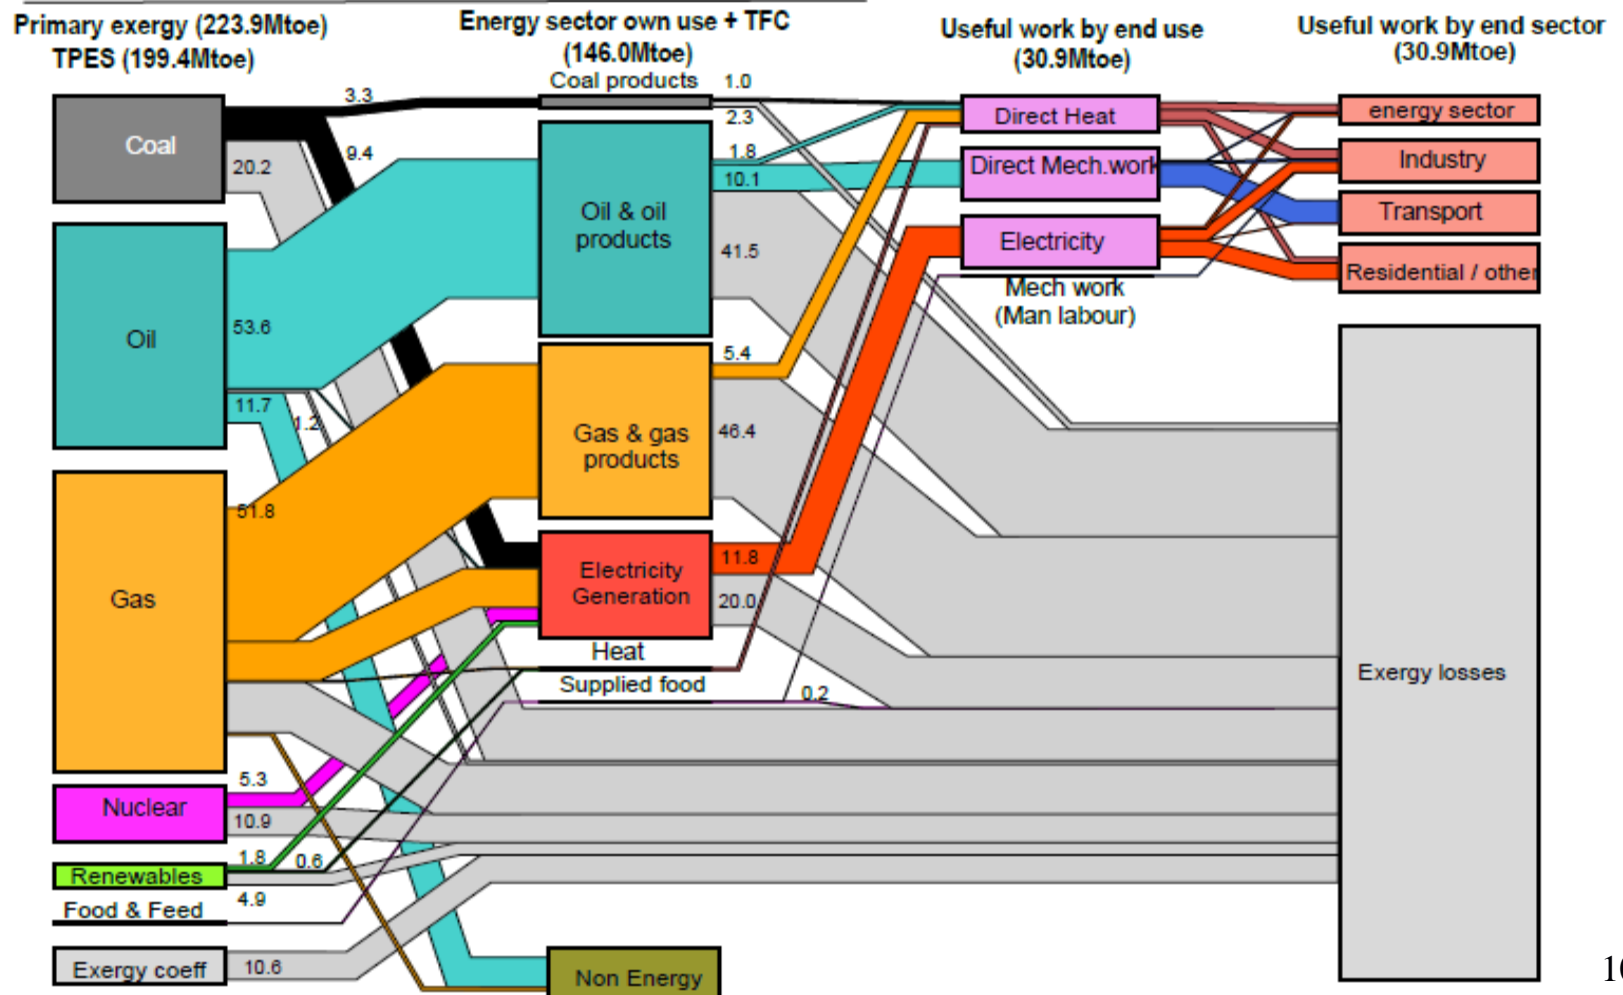 Primary exergy (223.9Mtoe)
TPES (199.4Mtoe)
Energy sector own use + TFC
(146.0Mtoe)
Useful work by end use
(30.9Mtoe)
Useful work by end sector
(30.9Mtoe)
Coal
Oil
Gas
Nuclear
Renewables
Food & Feed
Exergy coeff
3.3
9.4
20.2
53.6
11.7
1.2
51.8
5.3
10.9
1.8
0.6
4.9
10.6
Coal products
Oil & oil
products
Gas & gas
products
Electricity
Generation
Heat
Supplied food
Non Energy
1.0
2.3
1.8
10.1
41.5
5.4
46.4
11.8
20.0
0.2
Direct Heat
Direct Mech.work
Electricity
Mech work
(Man labour)
energy sector
Industry
Transport
Residential / other
Exergy losses